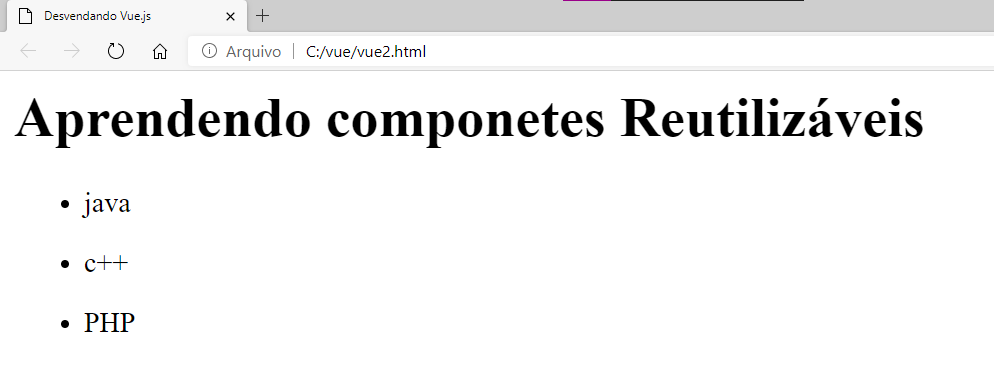 Desvendando Vue.js
Arquivo C:/vue/vue2.html
Aprendendo componetes Reutilizáveis
java
c++
PHP